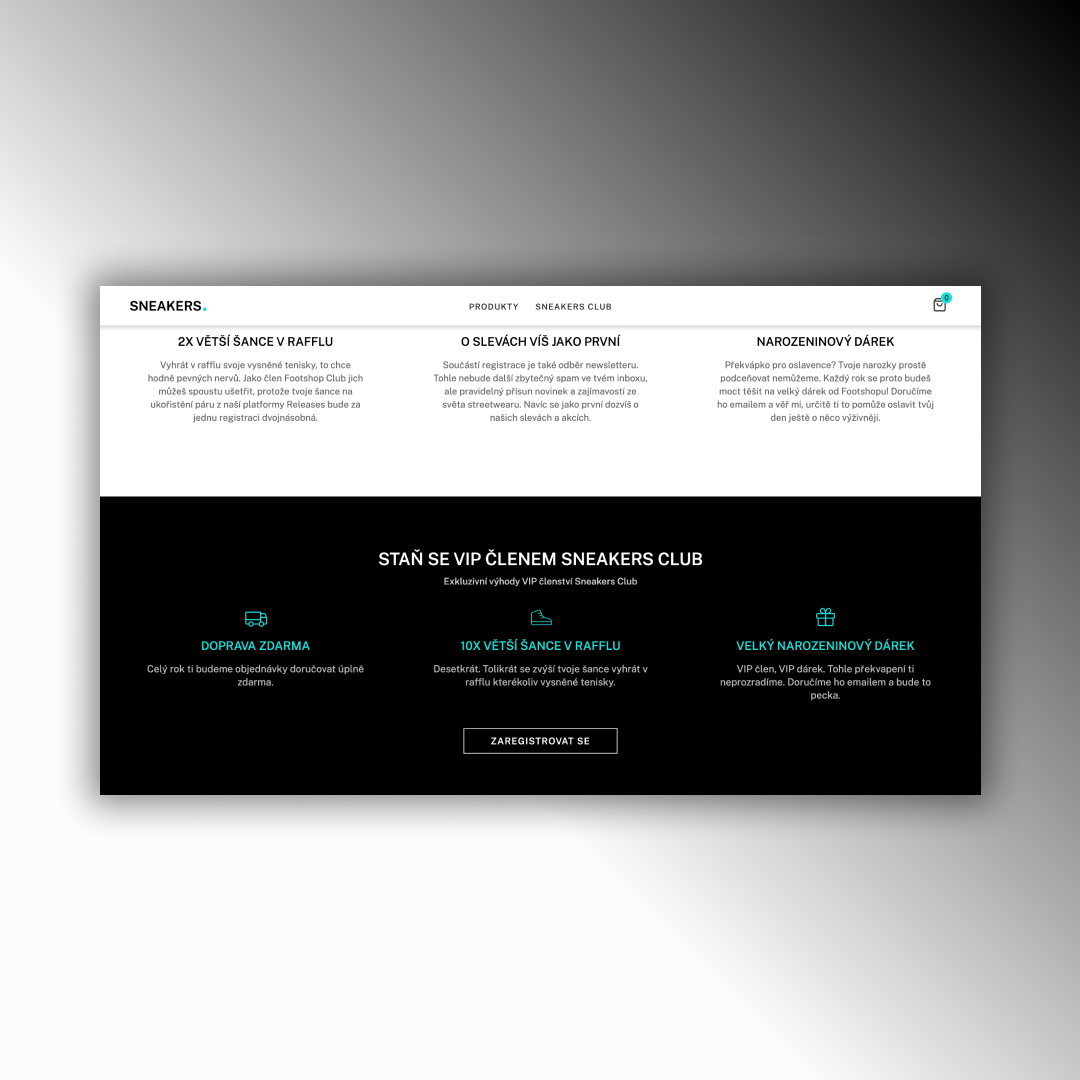 SNEAKERS.
PRODUKTY
SNEAKERS CLUB
0
2X VĚTŠÍ ŠANCE V RAFFLU
Vyhrát v rafflu svoje vysněné tenisky, to chce
hodně pevných nervů. Jako člen Footshop Club jich
můžeš spoustu ušetřit, protože tvoje šance na
ukořistění páru z naší platformy Releases bude za
jednu registraci dvojnásobná.
O SLEVÁCH VÍŠ JAKO PRVNÍ
Součástí registrace je také odběr newsletteru.
Tohle nebude další zbytečný spam ve tvém inboxu,
ale pravidelný přísun novinek a zajímavostí ze
světa streetwearu. Navíc se jako první dozvíš o
našich slevách a akcích.
NAROZENINOVÝ DÁREK
Překvápko pro oslavence? Tvoje narozky prostě
podceňovat nemůžeme. Každý rok se proto budeš
moct těšit na velký dárek od Footshopu! Doručíme
ho emailem a věř mi, určitě ti to pomůže oslavit tvůj
den ještě o něco výživněji.
STAŇ SE VIP ČLENEM SNEAKERS CLUB
Exkluzivní výhody VIP členství Sneakers Club
DOPRAVA ZDARMA
Celý rok ti budeme objednávky doručovat úplně
zdarma.
10X VĚTŠÍ ŠANCE V RAFFLU
Desetkrát. Tolikrát se zvýší tvoje šance vyhrát v
rafflu kterékoliv vysněné tenisky.
VELKÝ NAROZENINOVÝ DÁREK
VIP člen, VIP dárek. Tohle překvapení ti
neprozradíme. Doručíme ho emailem a bude to
pecka.
ZAREGISTROVAT SE